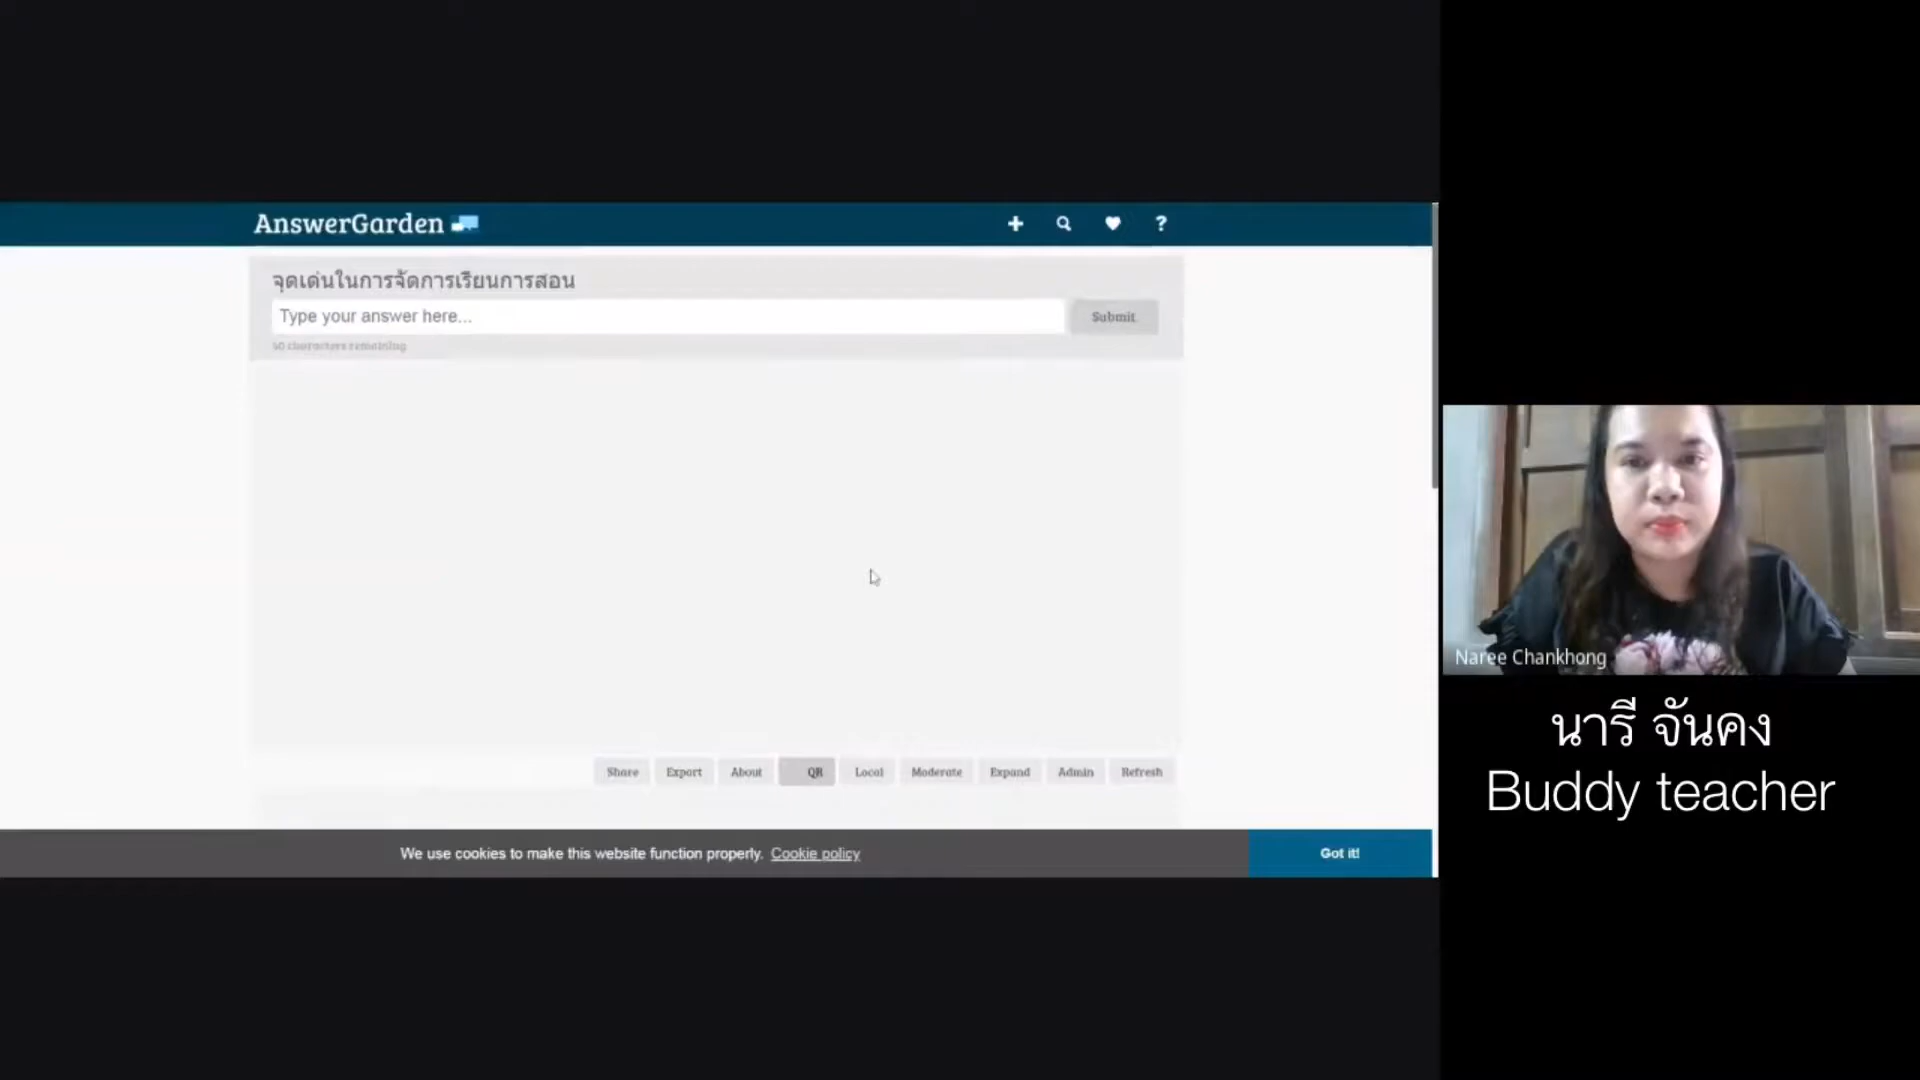 AnswerGarden
?
จุดเด่นในการจัดการเรียนการสอน
Type your answer here...
Submit
40 characters remaining
Share Export About QR Local Moderate Expand Admin Refresh
We use cookies to make this website function properly. Cookie policy
Got it!
Naree Chankhong
นารี จันคง
Buddy teacher